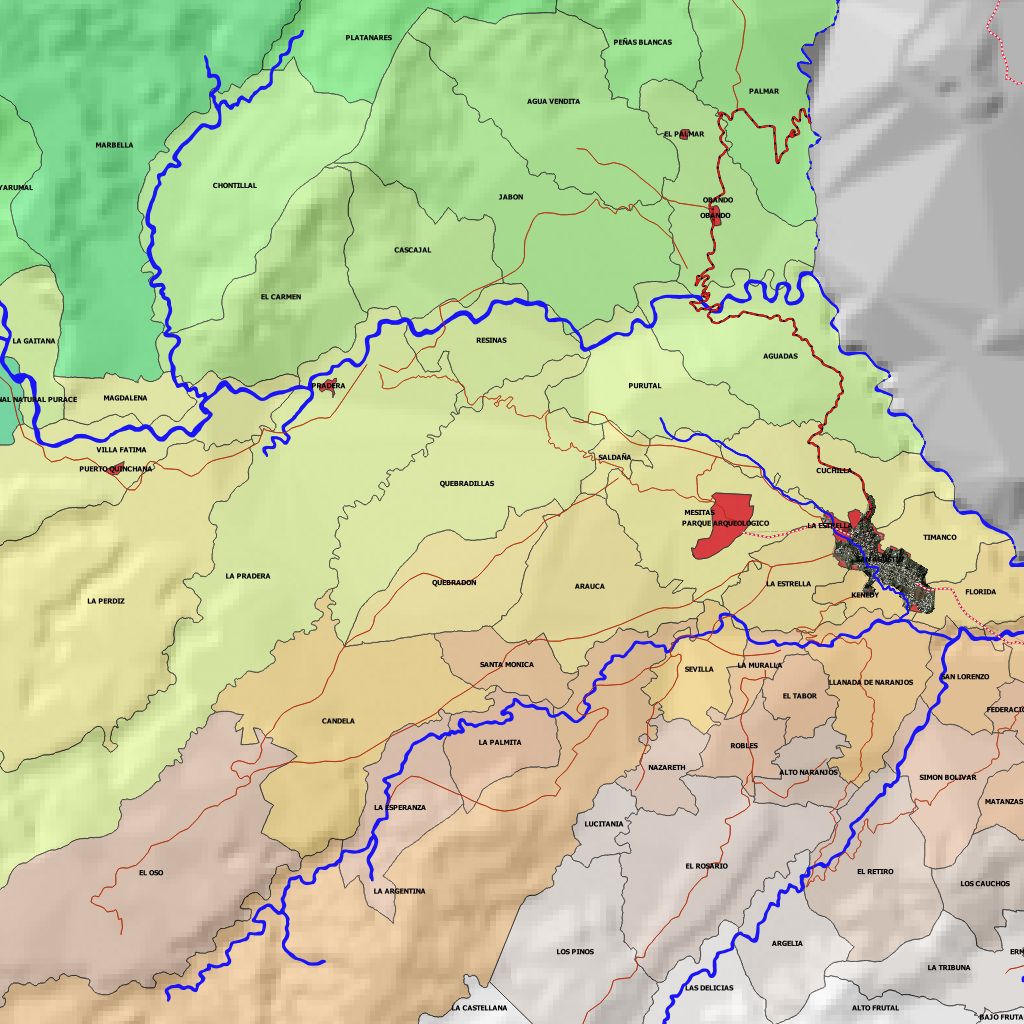 PLATANARES
PEÑAS BLANCAS
PALMAR
AGUA VENDITA
EL PALMAR
MARBELLA
YARUMAL
CHONTILLAL
JABON
OBANDO
OBANDO
CASCAJAL
EL CARMEN
LA GAITANA
RESINAS
AGUADAS
PRADERA
PURUTAL
NAL NATURAL PURACE
MAGDALENA
VILLA FATIMA
SALDAÑA
PUERTO QUINCHANA
CUCHILLA
QUEBRADILLAS
MESITAS
PARQUE ARQUEOLOGICO
LA ESTRELLA
TIMANCO
LA PRADERA
QUEBRADON
ARAUCA
LA ESTRELLA
KENEDY
FLORIDA
LA PERDIZ
SANTA MONICA
SEVILLA
LA MURALLA
LLANADA DE NARANJOS
SAN LORENZO
EL TABOR
FEDERACIO
CANDELA
LA PALMITA
ROBLES
NAZARETH
ALTO NARANJOS
SIMON BOLIVAR
MATANZAS
LA ESPERANZA
LUCITANIA
EL OSO
EL ROSARIO
EL RETIRO
LOS CAUCHOS
LA ARGENTINA
ARGELIA
LOS PINOS
ERM
LA TRIBUNA
LAS DELICIAS
LA CASTELLANA
ALTO FRUTAL
BAJO FRUTA